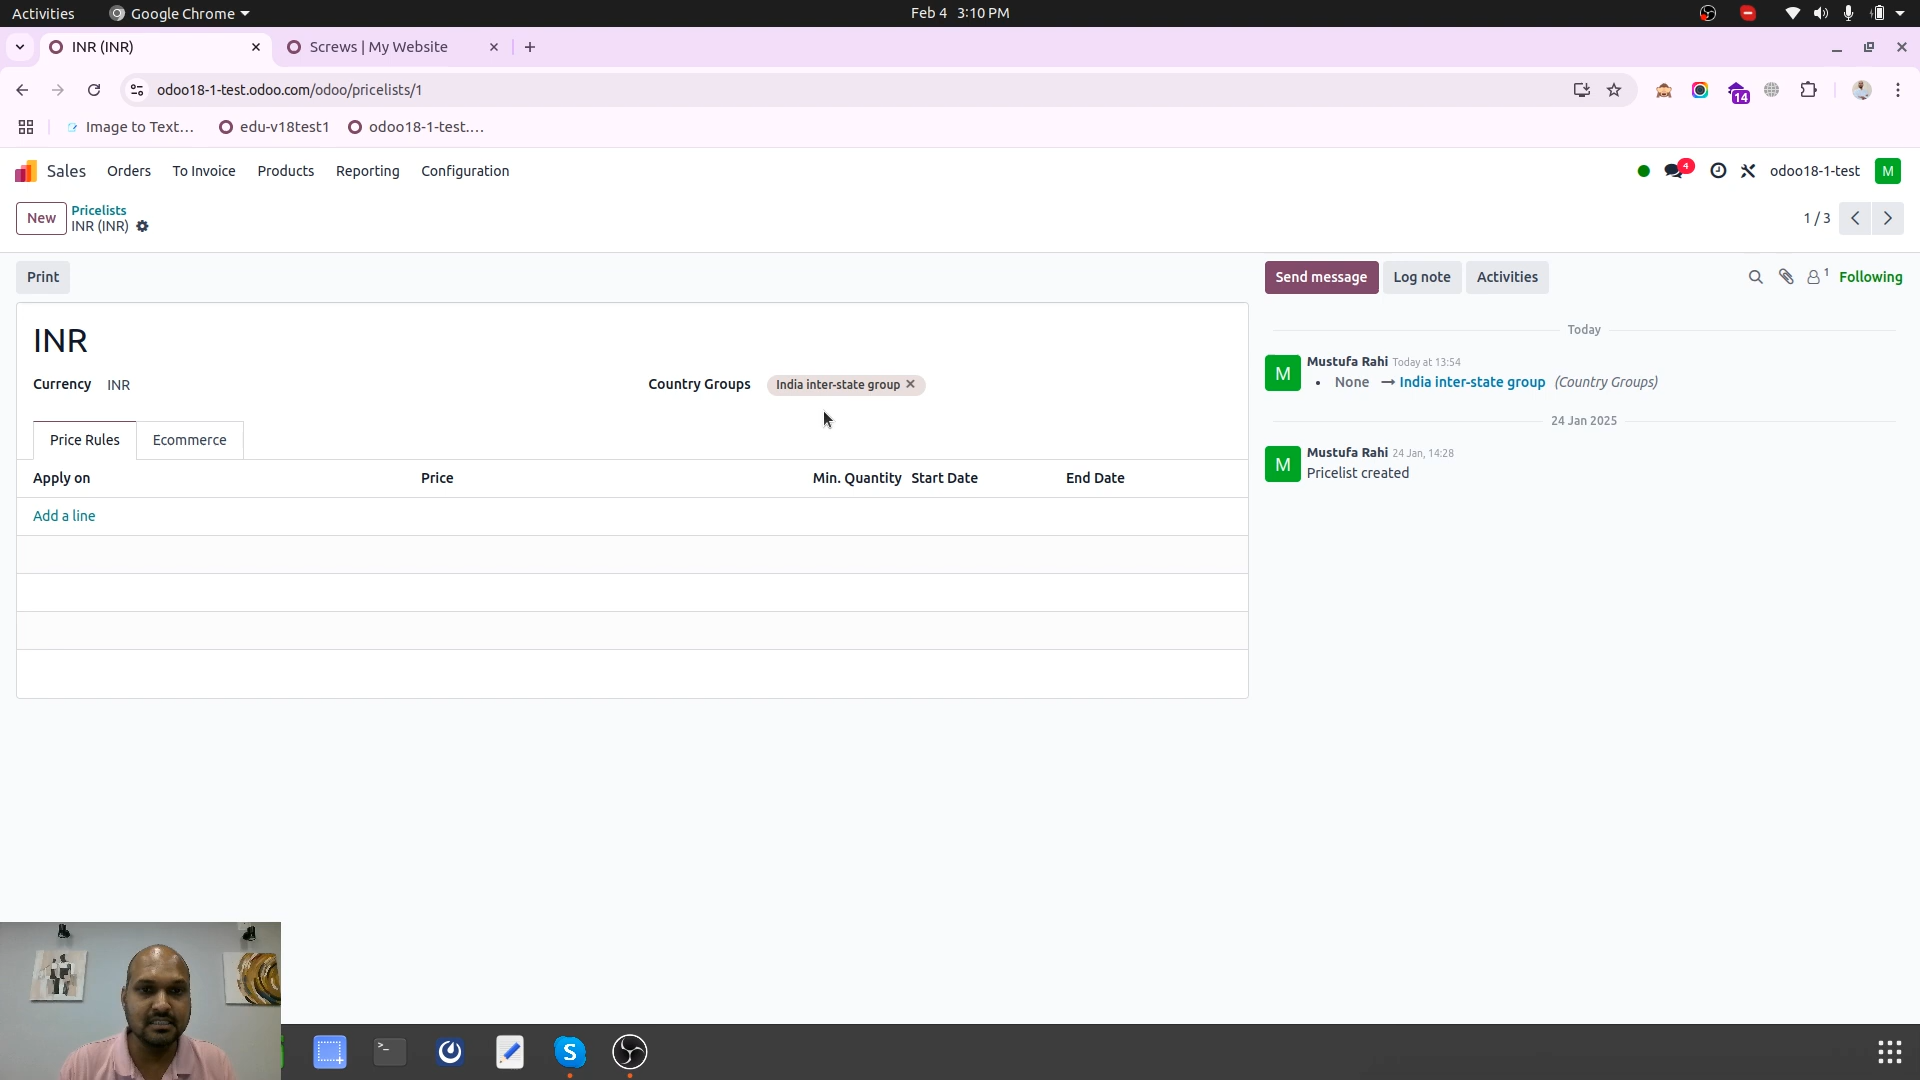 Activities Google Chrome Feb 4 3:10 PM
INR (INR) Screws | My Website
odoo18-1-test.odoo.com/odoo/pricelists/1 14
Image to Text... edu-v18test1 odoo18-1-test....
Sales Orders To Invoice Products Reporting Configuration 4 odoo18-1-test M
New Pricelists
INR (INR) 1 / 3
Print Send message Log note Activities 1 Following
INR
Currency INR Country Groups India inter-state group
Price Rules Ecommerce
Apply on Price Min. Quantity Start Date End Date
Add a line
Today
M Mustufa Rahi Today at 13:54
• None → India inter-state group (Country Groups)
24 Jan 2025
M Mustufa Rahi 24 Jan, 14:28
Pricelist created
>_ S